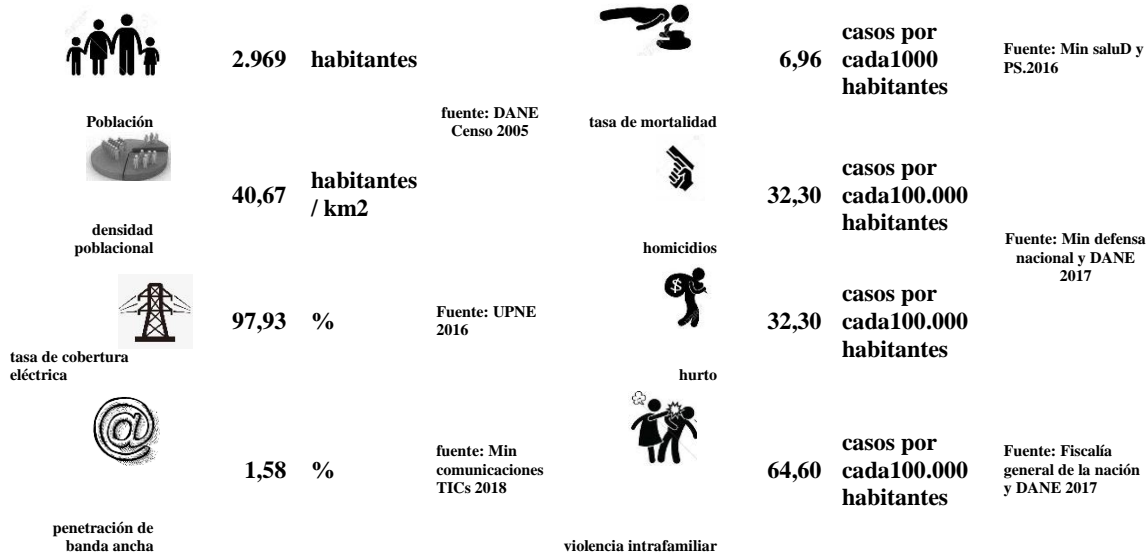 2.969 habitantes
Población
fuente: DANE
Censo 2005
40,67
habitantes
/ km2
densidad
poblacional
97,93 %
Fuente: UPNE
2016
tasa de cobertura
eléctrica
1,58 %
fuente: Min
comunicaciones
TICs 2018
penetración de
banda ancha
6,96
casos por
cada1000
habitantes
Fuente: Min saluD y
PS.2016
tasa de mortalidad
32,30
casos por
cada100.000
habitantes
homicidios
Fuente: Min defensa
nacional y DANE
2017
$
32,30
casos por
cada100.000
habitantes
hurto
64,60
casos por
cada100.000
habitantes
Fuente: Fiscalía
general de la nación
y DANE 2017
violencia intrafamiliar